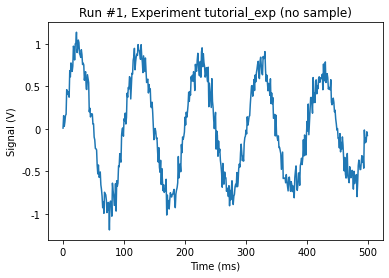 Run #1, Experiment tutorial_exp (no sample)
Signal (V)
1
0.5
0
-0.5
-1
0 100 200 300 400 500
Time (ms)